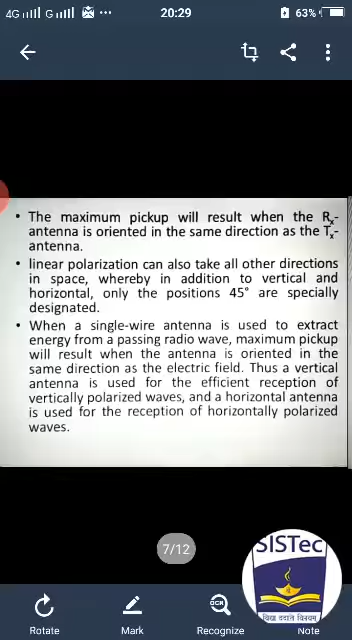 4G G ••• 20:29 63%
• The maximum pickup will result when the Rx-
antenna is oriented in the same direction as the Tx-
antenna.
• linear polarization can also take all other directions
in space, whereby in addition to vertical and
horizontal, only the positions 45° are specially
designated.
• When a single-wire antenna is used to extract
energy from a passing radio wave, maximum pickup
will result when the antenna is oriented in the
same direction as the electric field. Thus a vertical
antenna is used for the efficient reception of
vertically polarized waves, and a horizontal antenna
is used for the reception of horizontally polarized
waves.
7/12
SISTec
विद्या ददाति विनयम्
OCR
Rotate Mark Recognize Note